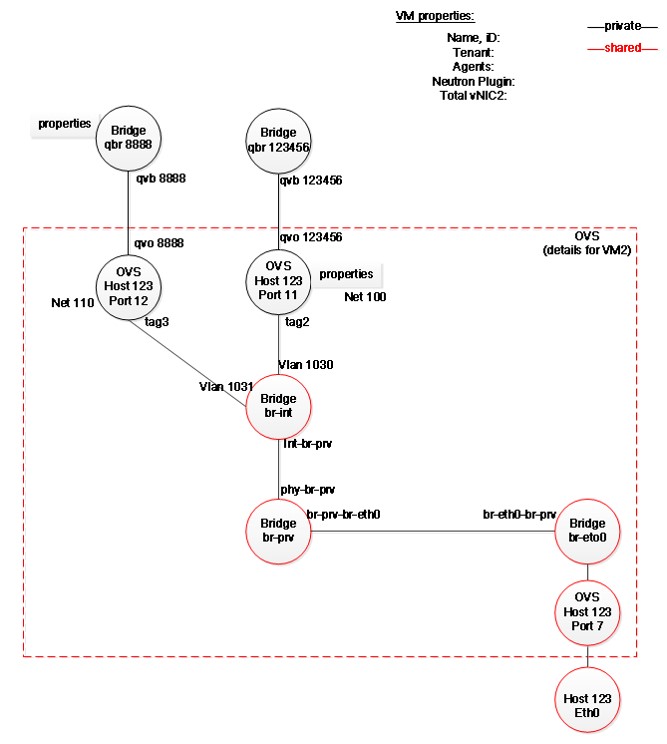 VM properties:
Name, iD:
Tenant:
Agents:
Neutron Plugin:
Total vNIC2:
private
shared
properties
Bridge
qbr 8888
Bridge
qbr 123456
qvb 8888
qvb 123456
OVS
(details for VM2)
qvo 8888
qvo 123456
OVS
Host 123
Port 12
Net 110
tag3
OVS
Host 123
Port 11
properties
Net 100
tag2
Vlan 1030
Vlan 1031
Bridge
br-int
Int-br-prv
phy-br-prv
br-prv-br-eth0
br-eth0-br-prv
Bridge
br-prv
Bridge
br-eto0
OVS
Host 123
Port 7
Host 123
Eth0